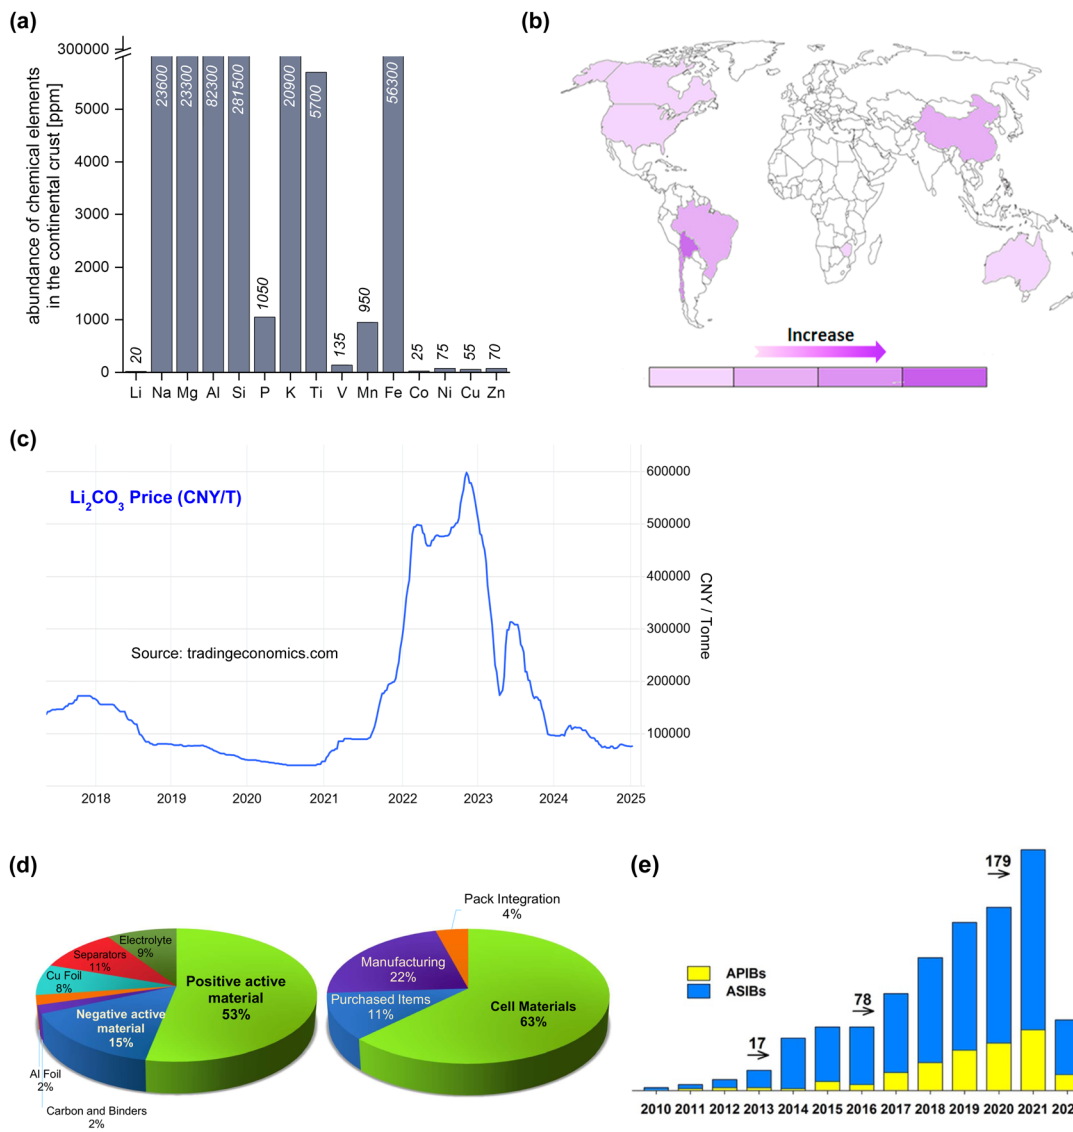 (a)
abundance of chemical elements
in the continental crust [ppm]
300000
5000
4000
3000
2000
1000
0
20
23600
23300
82300
281500
1050
20900
5700
135
950
56300
25
75
55
70
Li Na Mg Al Si P K Ti V Mn Fe Co Ni Cu Zn
(b)
Increase
(c)
Li2CO3 Price (CNY/T)
Source: tradingeconomics.com
600000
500000
400000
300000
200000
100000
CNY / Tonne
2018 2019 2020 2021 2022 2023 2024 2025
(d)
Electrolyte
9%
Separators
11%
Cu Foil
8%
Positive active
material
53%
Negative active
material
15%
Al Foil
2%
Carbon and Binders
2%
Pack Integration
4%
Manufacturing
22%
Purchased Items
11%
Cell Materials
63%
(e)
179
APIBs
ASIBs
78
17
2010 2011 2012 2013 2014 2015 2016 2017 2018 2019 2020 2021 202